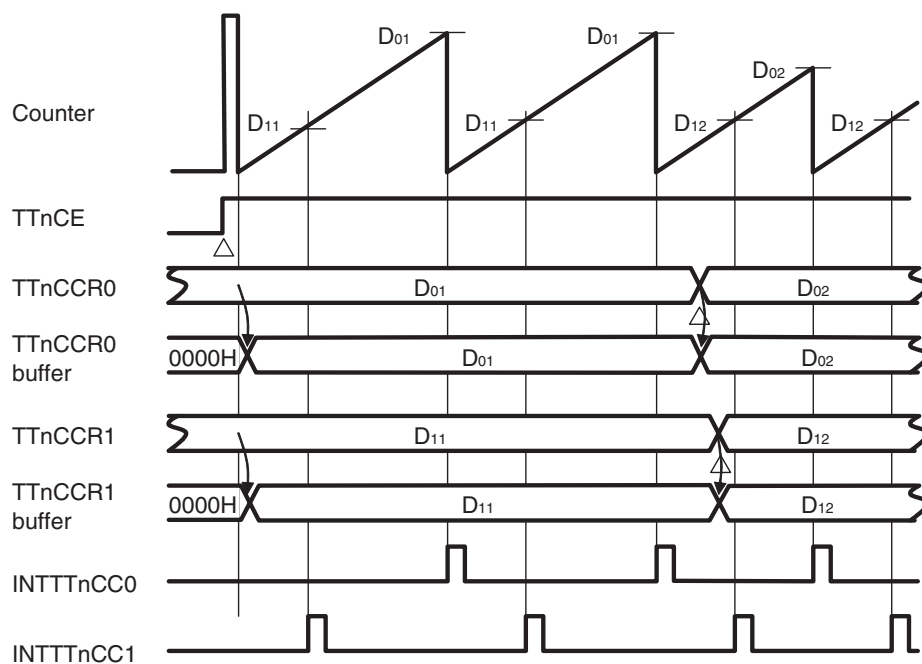 D01 D01
D02
Counter D11 D11 D12 D12
TTnCE
TTnCCR0 D01 D02
TTnCCR0
buffer 0000H D01 D02
TTnCCR1 D11 D12
TTnCCR1
buffer 0000H D11 D12
INTTTnCC0
INTTTnCC1